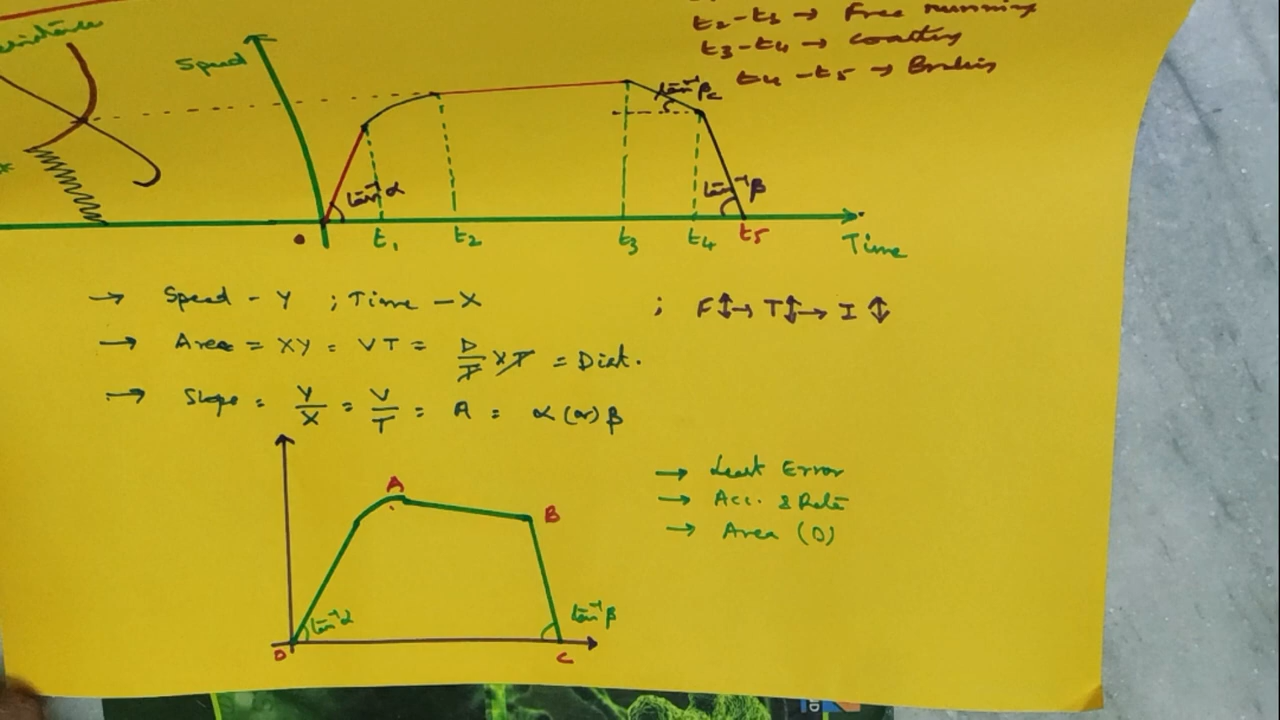 t2-t3 → Free running
t3-t4 → Coasting
t4-t5 → Braking
Speed
tan⁻¹βc
tan⁻¹α
tan⁻¹β
t1
t2
t3
t4
t5
Time
→ Speed - Y ; Time - X
; F↕→ T↕→ I↕
→ Area = XY = VT = D/T × T = Dist.
→ Slope = Y/X = V/T = A = α (or) β
A
B
→ Least Error
→ Acc. & Rete
→ Area (D)
tan⁻¹α
tan⁻¹β
O
C